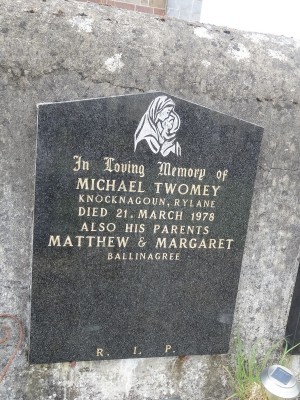 In Loving Memory of
MICHAEL TWOMEY
KNOCKNAGOUN, RYLANE
DIED 21. MARCH 1978
ALSO HIS PARENTS
MATTHEW & MARGARET
BALLINAGREE
R. I. P.